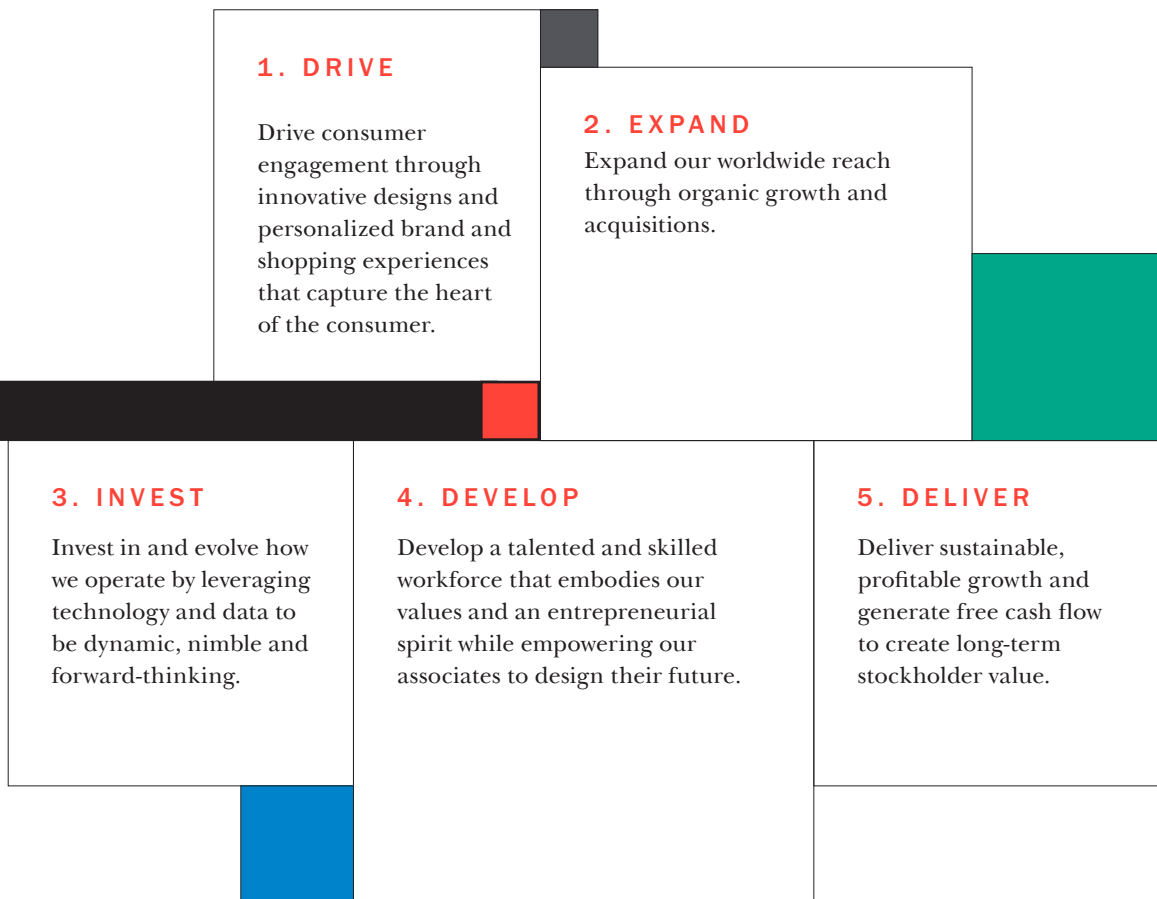 1. DRIVE
Drive consumer
engagement through
innovative designs and
personalized brand and
shopping experiences
that capture the heart
of the consumer.
2. EXPAND
Expand our worldwide reach
through organic growth and
acquisitions.
3. INVEST
Invest in and evolve how
we operate by leveraging
technology and data to
be dynamic, nimble and
forward-thinking.
4. DEVELOP
Develop a talented and skilled
workforce that embodies our
values and an entrepreneurial
spirit while empowering our
associates to design their future.
5. DELIVER
Deliver sustainable,
profitable growth and
generate free cash flow
to create long-term
stockholder value.